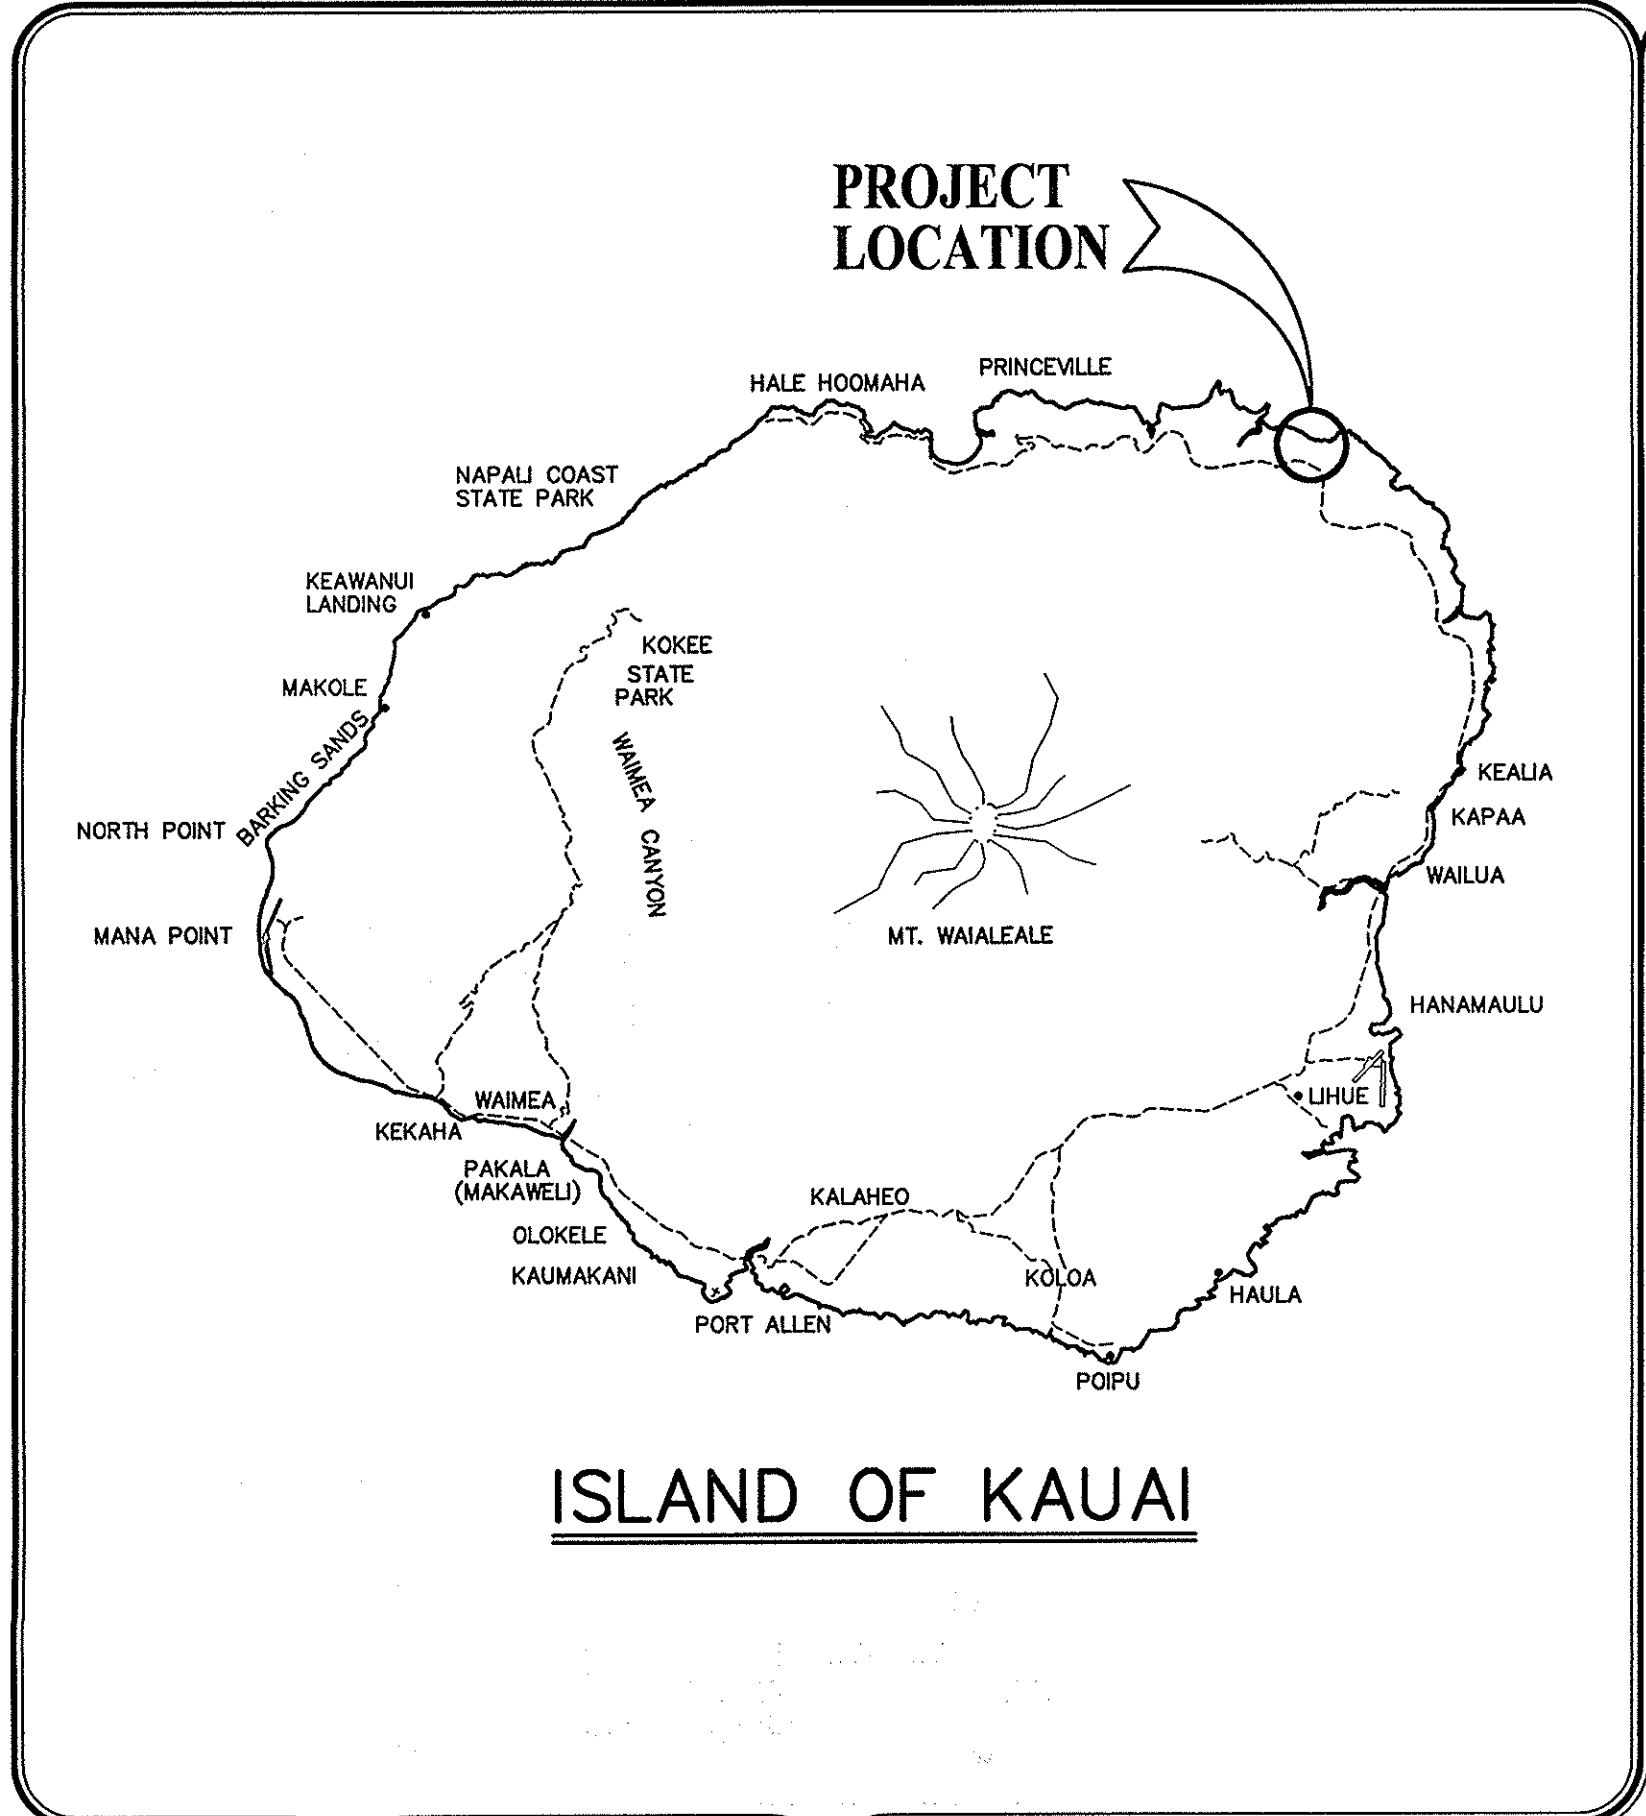 PROJECT
LOCATION
PRINCEVILLE
HALE HOOMAHA
NAPALI COAST
STATE PARK
KEAWANUI
LANDING
KOKEE
STATE
PARK
MAKOLE
BARKING SANDS
WAIMEA CANYON
KEALIA
KAPAA
NORTH POINT
WAILUA
MANA POINT
MT. WAIALEALE
HANAMAULU
LIHUE
WAIMEA
KEKAHA
PAKALA
(MAKAWELI)
KALAHEO
OLOKELE
KAUMAKANI
KOLOA
HAULA
PORT ALLEN
POIPU
ISLAND OF KAUAI